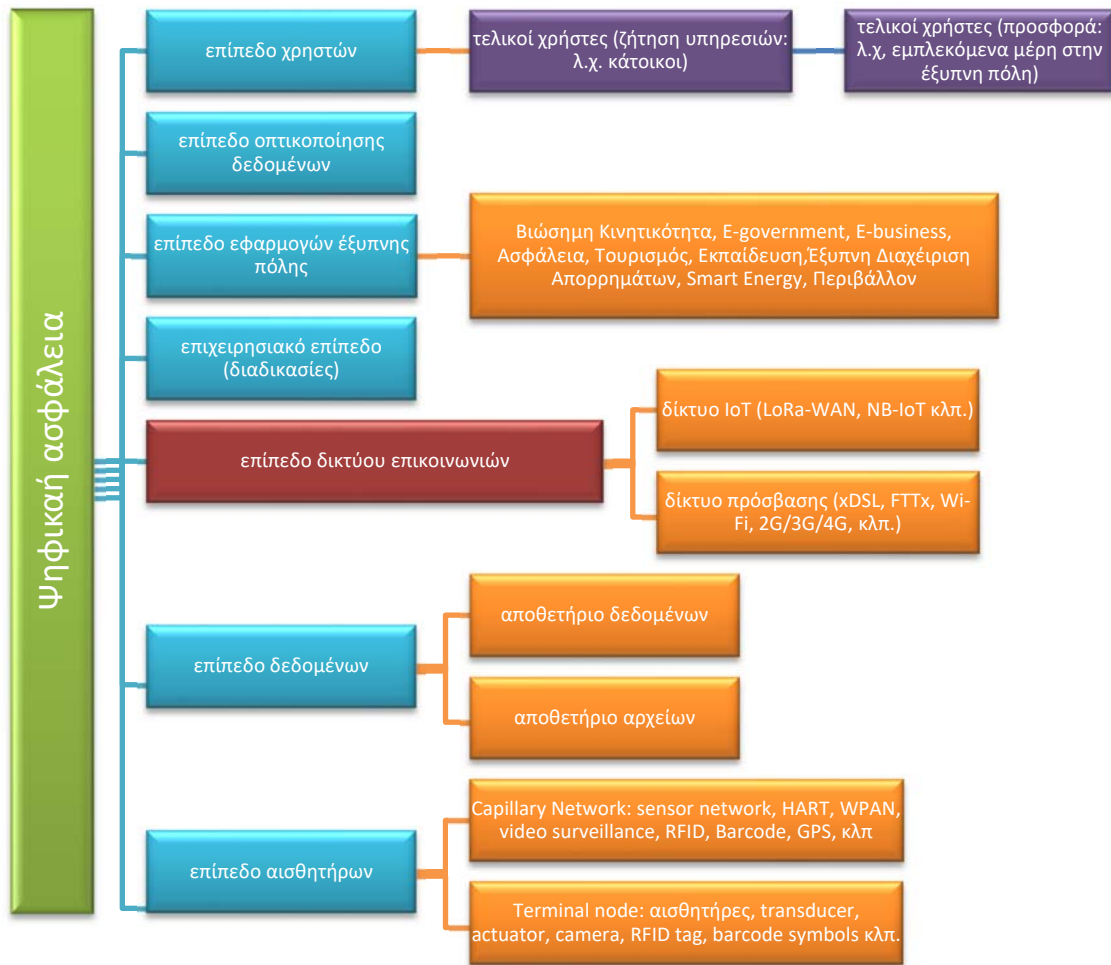 Ψηφικαή ασφάλεια
επίπεδο χρηστών
τελικοί χρήστες (ζήτηση υπηρεσιών:
λ.χ. κάτοικοι)
τελικοί χρήστες (προσφορά:
λ.χ, εμπλεκόμενα μέρη στην
έξυπνη πόλη)
επίπεδο οπτικοποίησης
δεδομένων
επίπεδο εφαρμογών έξυπνης
πόλης
Βιώσημη Κινητικότητα, E-government, E-business,
Ασφάλεια, Τουρισμός, Εκπαίδευση,Έξυπνη Διαχέιριση
Απορρημάτων, Smart Energy, Περιβάλλον
επιχειρησιακό επίπεδο
(διαδικασίες)
επίπεδο δικτύου επικοινωνιών
δίκτυο IoT (LoRa-WAN, NB-IoT κλπ.)
δίκτυο πρόσβασης (xDSL, FTTx, Wi-
Fi, 2G/3G/4G, κλπ.)
επίπεδο δεδομένων
αποθετήριο δεδομένων
αποθετήριο αρχείων
επίπεδο αισθητήρων
Capillary Network: sensor network, HART, WPAN,
video surveillance, RFID, Barcode, GPS, κλπ
Terminal node: αισθητήρες, transducer,
actuator, camera, RFID tag, barcode symbols κλπ.